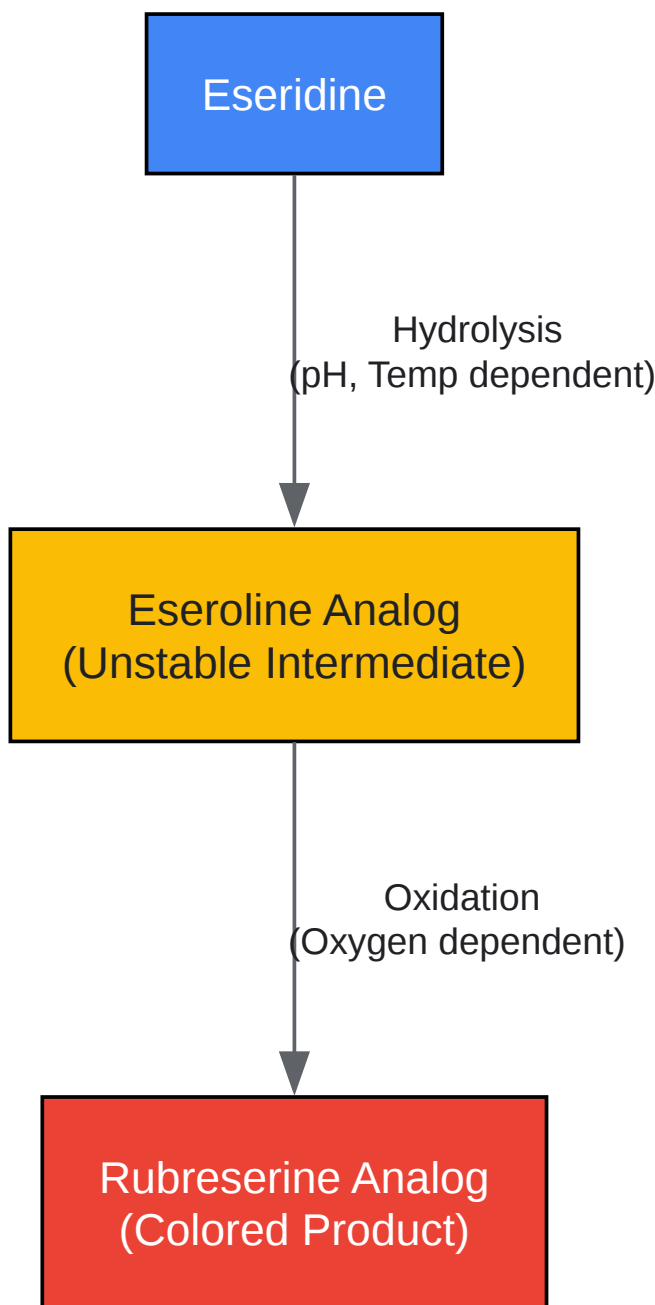 Eseridine
Hydrolysis
(pH, Temp dependent)
Eseroline Analog
(Unstable Intermediate)
Oxidation
(Oxygen dependent)
Rubreserine Analog
(Colored Product)